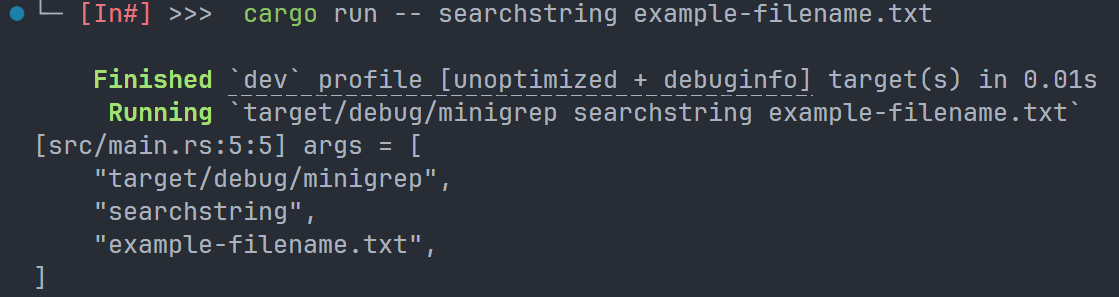 └─ [In#] >>> cargo run -- searchstring example-filename.txt
    Finished `dev` profile [unoptimized + debuginfo] target(s) in 0.01s
     Running `target/debug/minigrep searchstring example-filename.txt`
[src/main.rs:5:5] args = [
    "target/debug/minigrep",
    "searchstring",
    "example-filename.txt",
]